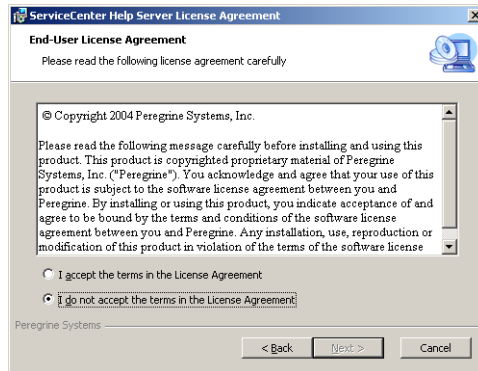 ServiceCenter Help Server License Agreement
End-User License Agreement
Please read the following license agreement carefully
© Copyright 2004 Peregrine Systems, Inc.
Please read the following message carefully before installing and using this
product. This product is copyrighted proprietary material of Peregrine
Systems, Inc. ("Peregrine"). You acknowledge and agree that your use of this
product is subject to the software license agreement between you and
Peregrine. By installing or using this product, you indicate acceptance of and
agree to be bound by the terms and conditions of the software license
agreement between you and Peregrine. Any installation, use, reproduction or
modification of this product in violation of the terms of the software license
I accept the terms in the License Agreement
I do not accept the terms in the License Agreement
Peregrine Systems
< Back Next > Cancel